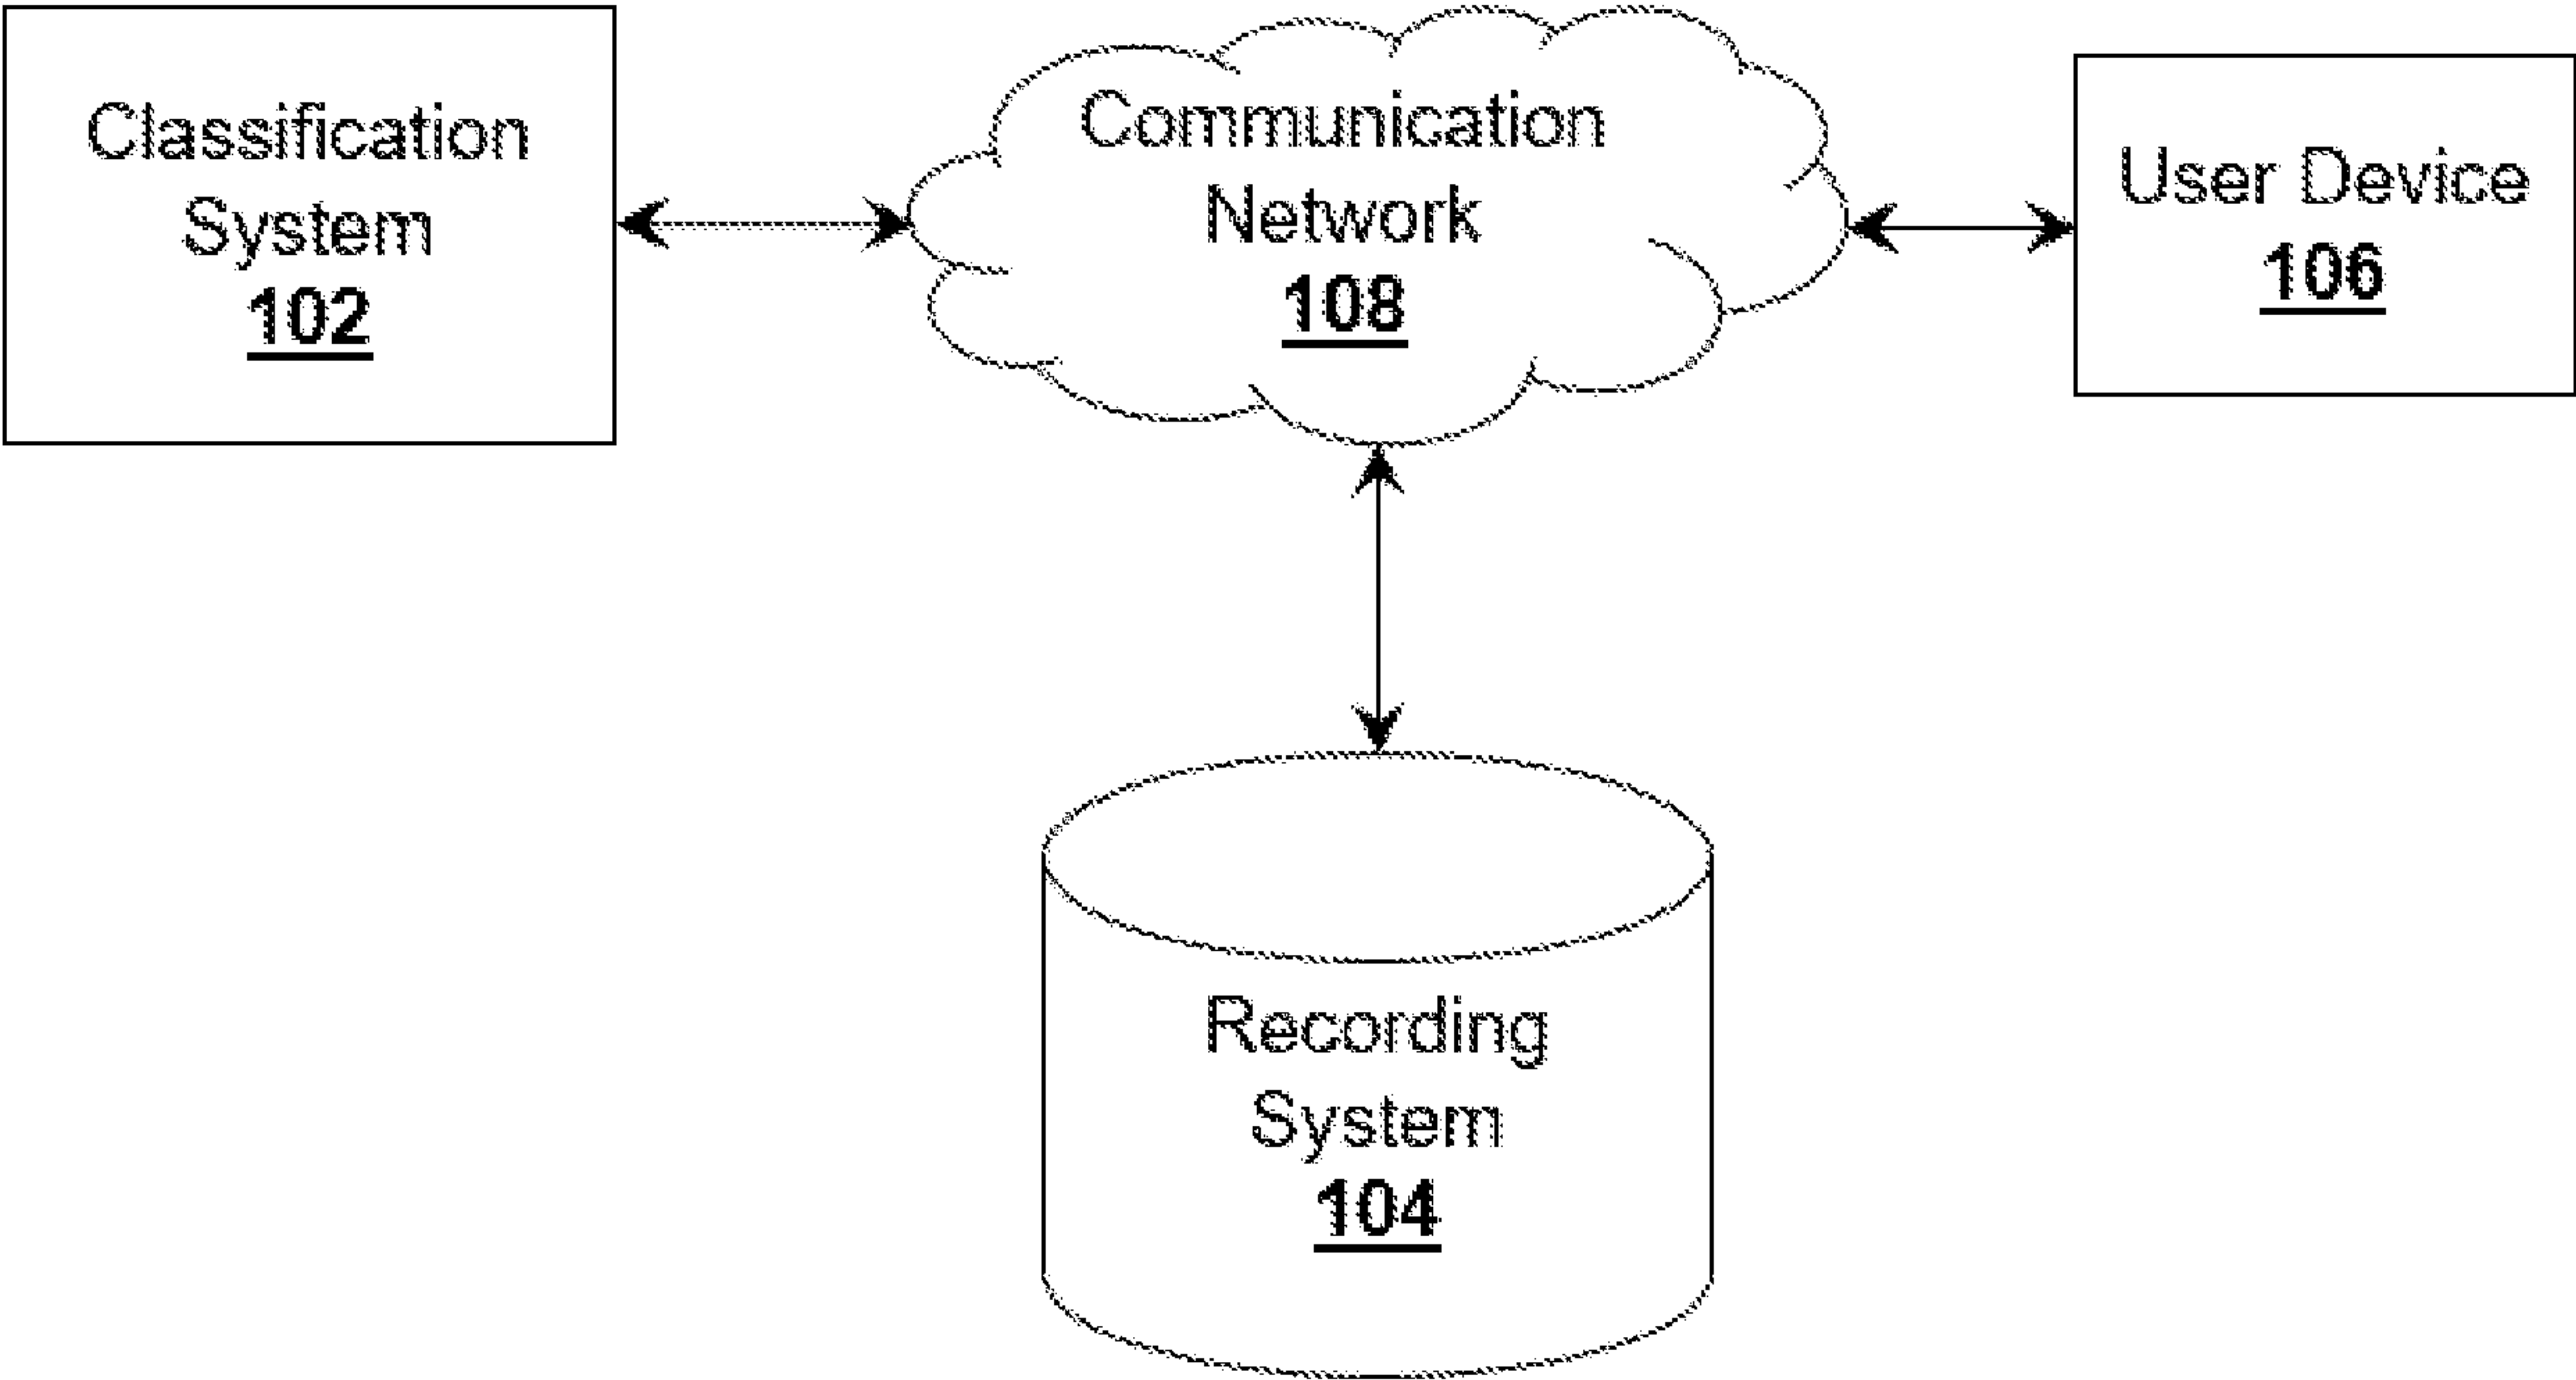 Classification
System
102
Communication
Network
108
User Device
106
Recording
System
104